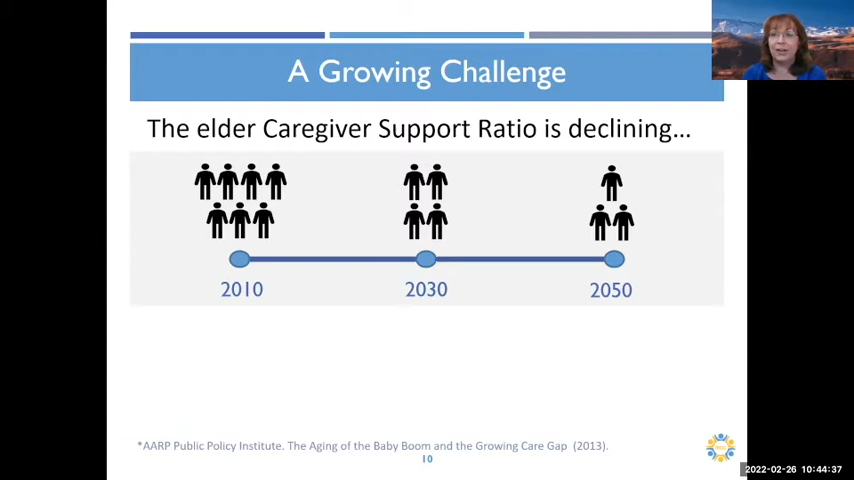 A Growing Challenge
The elder Caregiver Support Ratio is declining...
2010 2030 2050
*AARP Public Policy Institute. The Aging of the Baby Boom and the Growing Care Gap (2013).
10
2022-02-26 10:44:37